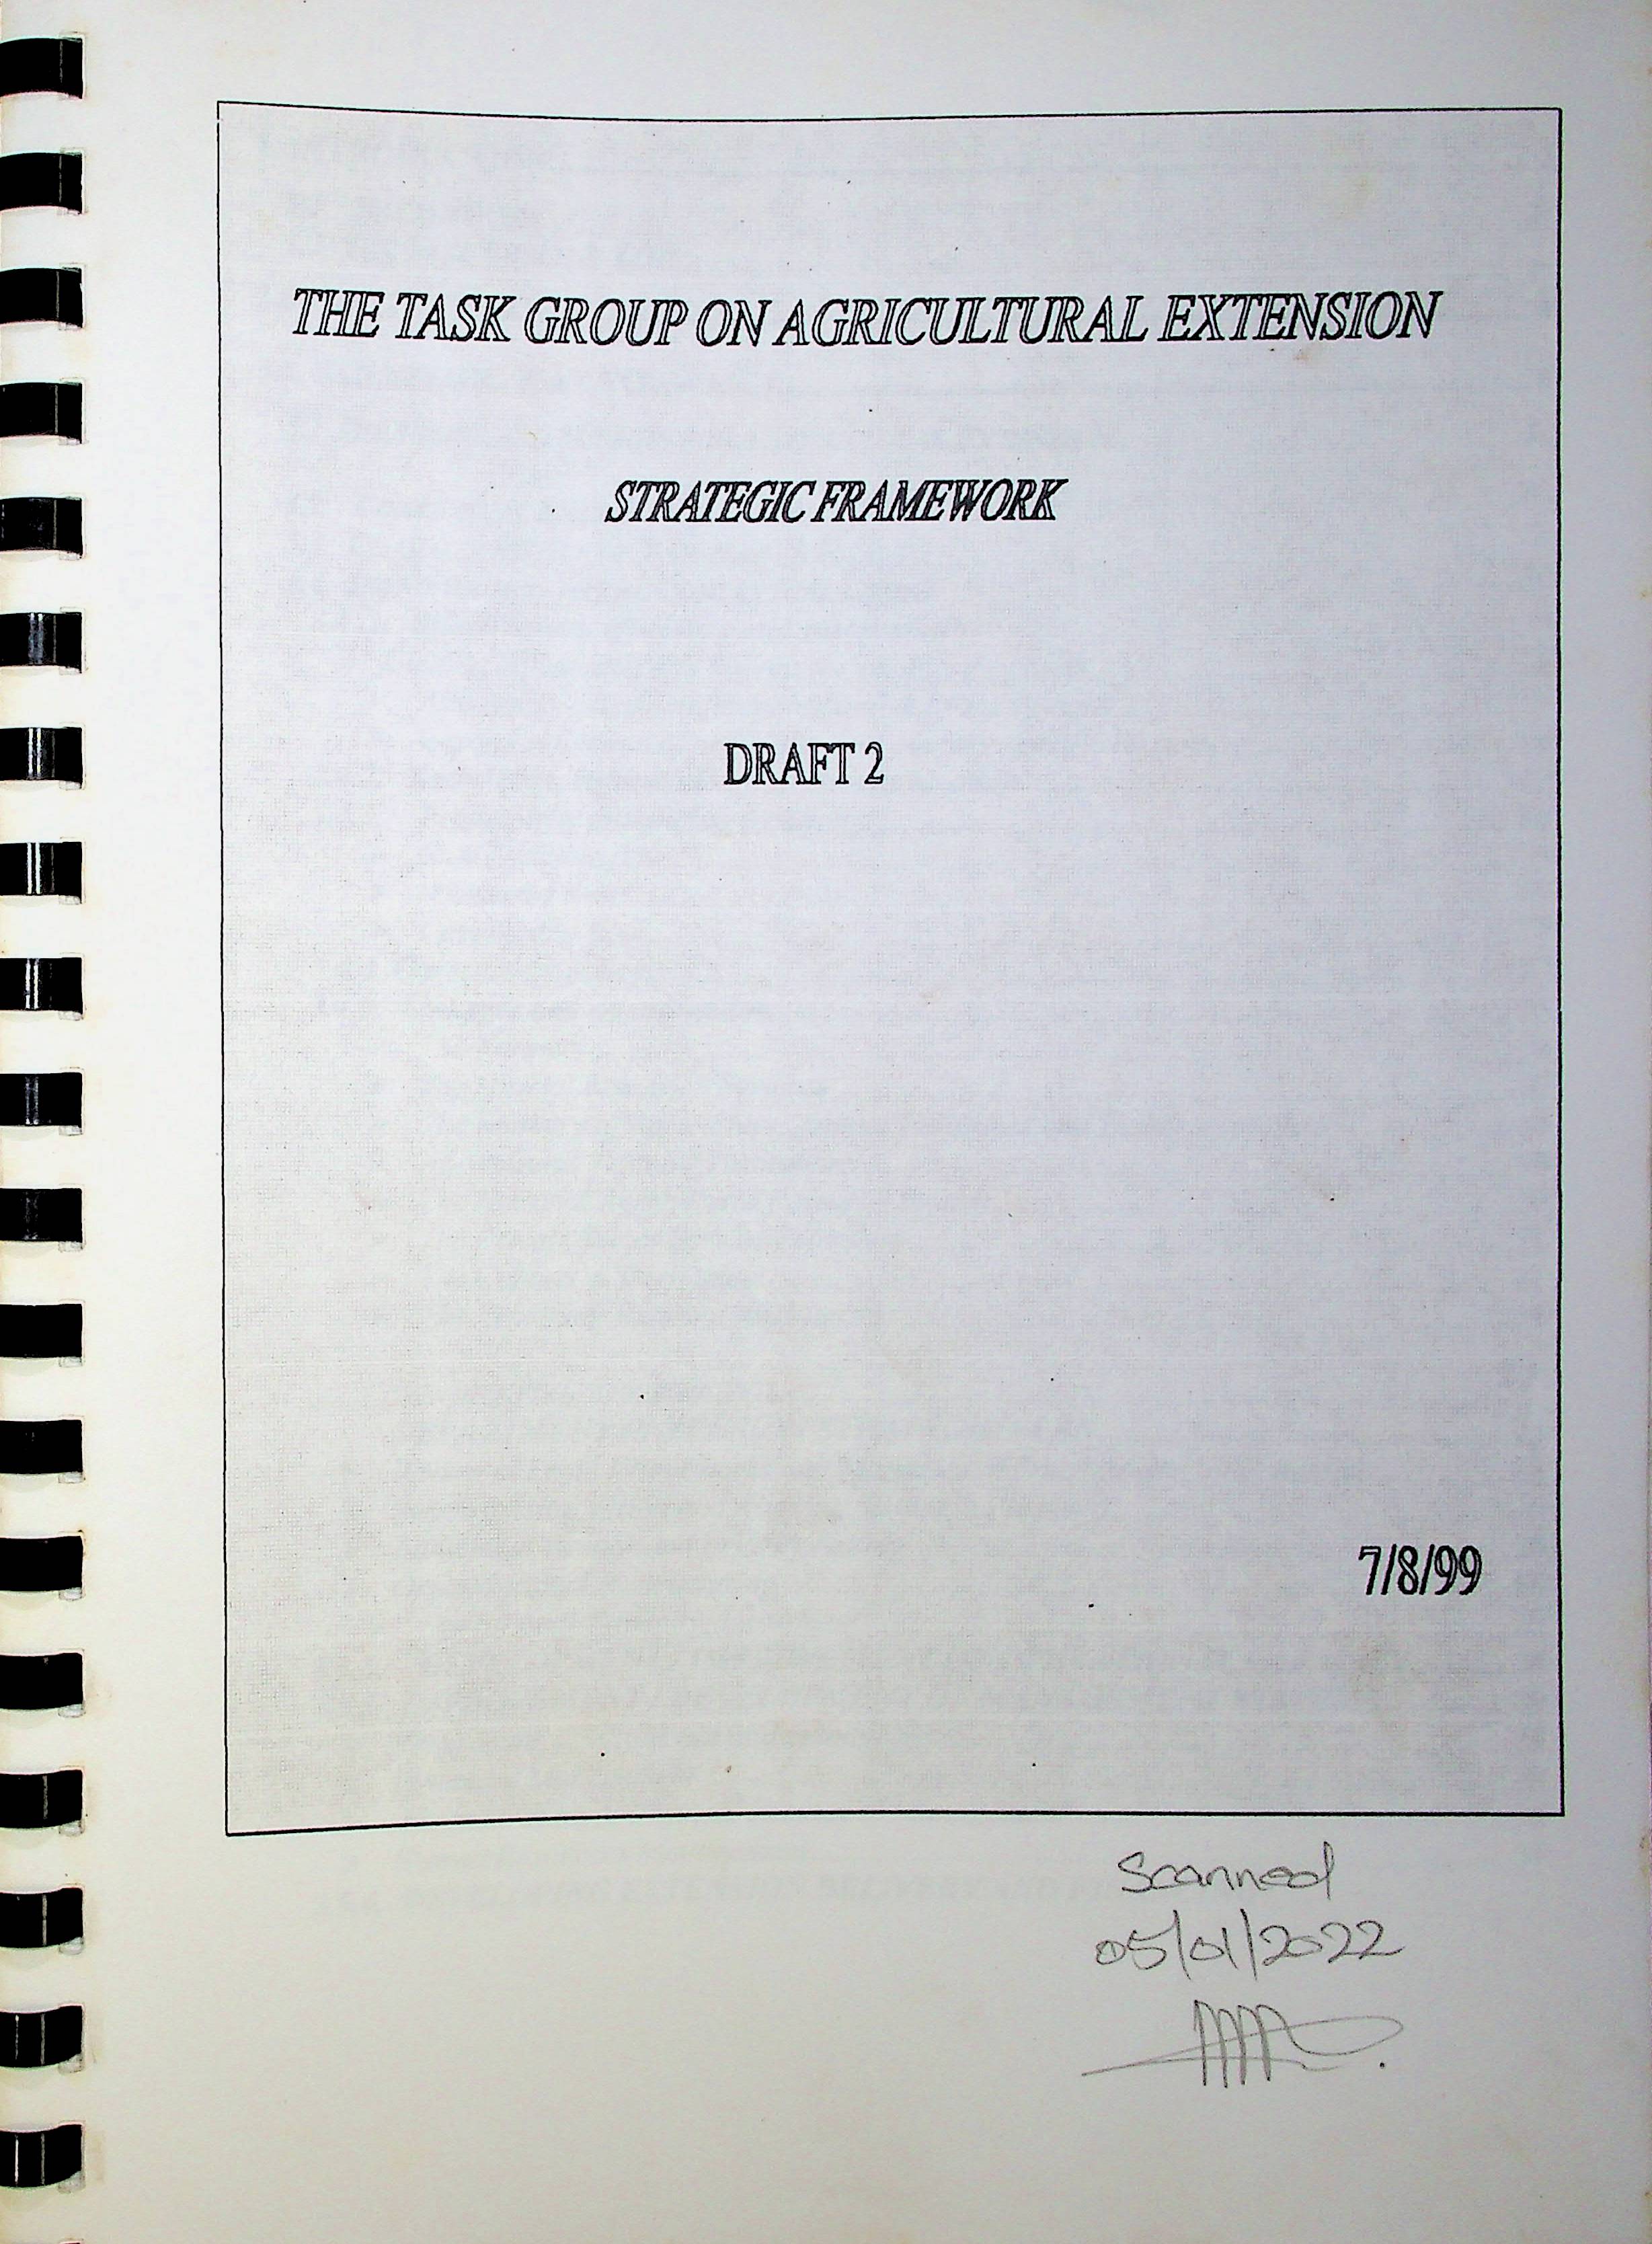 THE TASK GROUP ON AGRICULTURAL EXTENSION
STRATEGIC FRAMEWORK
DRAFT 2
7/8/99
Scanned
05/01/2022